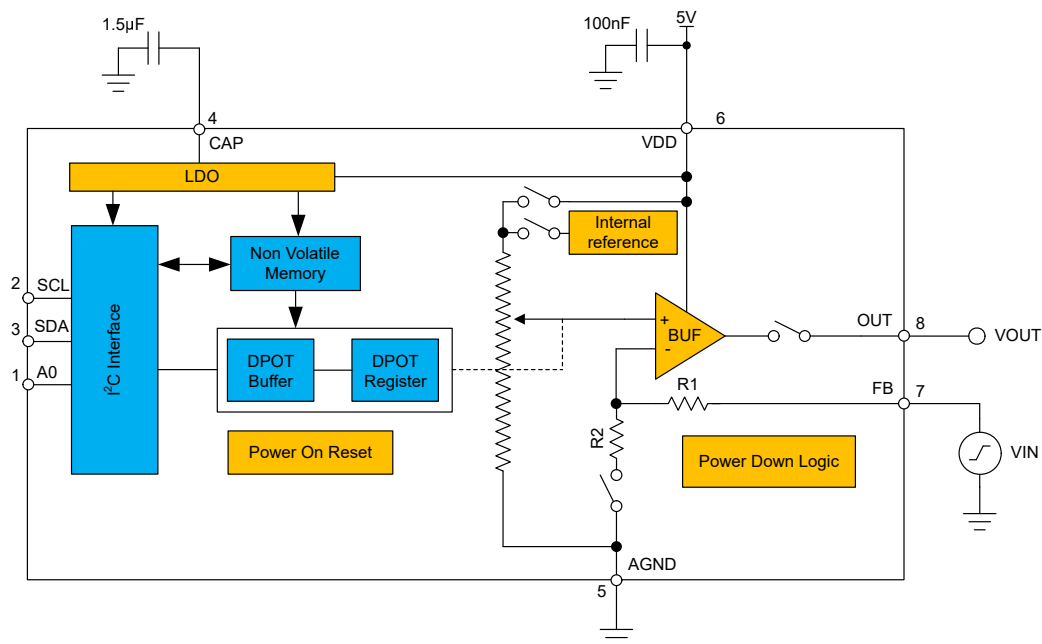 1.5µF
100nF
5V
4
CAP
6
VDD
LDO
Internal
reference
Non Volatile
Memory
2
SCL
3
SDA
1
A0
I²C Interface
DPOT
Buffer
DPOT
Register
+
BUF
-
OUT
8
VOUT
R1
FB
7
R2
Power On Reset
Power Down Logic
VIN
AGND
5